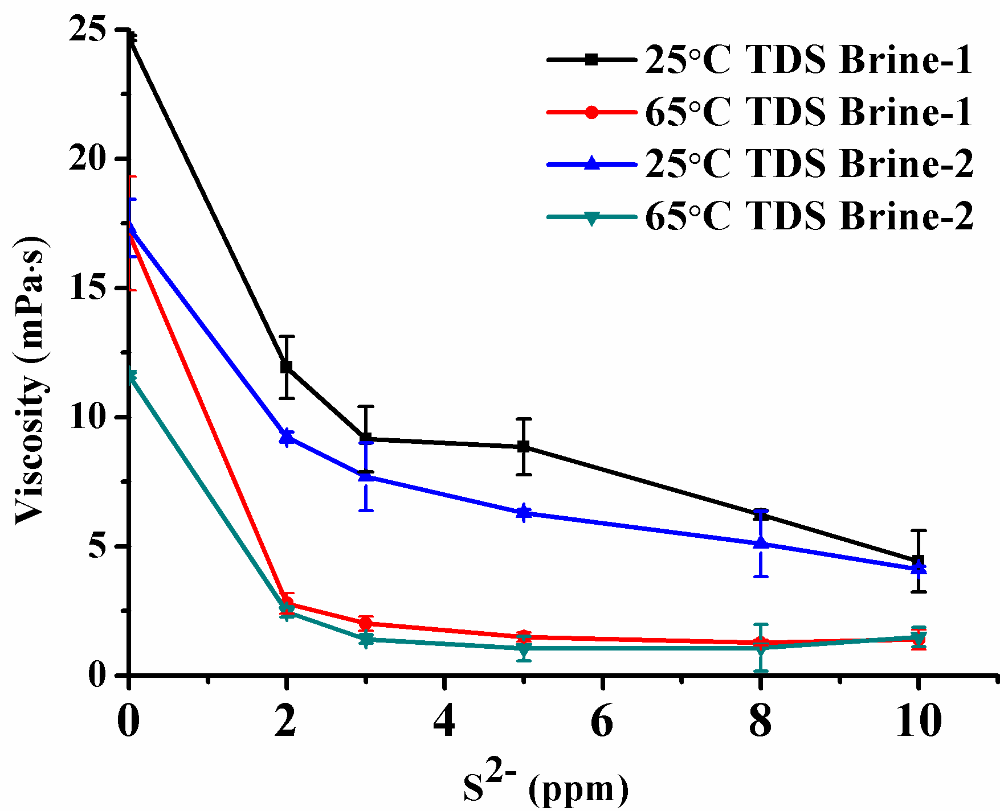 25
20
15
10
5
0
Viscosity (mPa·s)
25°C TDS Brine-1
65°C TDS Brine-1
25°C TDS Brine-2
65°C TDS Brine-2
0 2 4 6 8 10
S²⁻ (ppm)